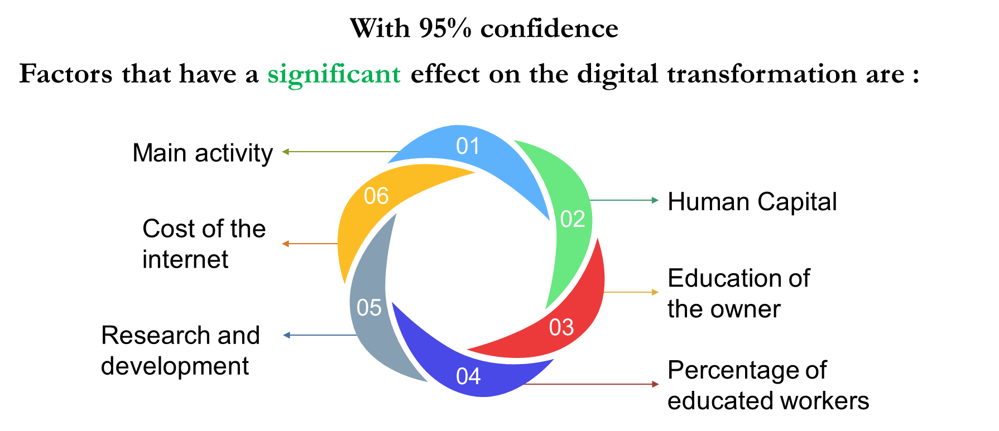 With 95% confidence
Factors that have a significant effect on the digital transformation are :
01
Main activity
02
Human Capital
03
Education of
the owner
04
Percentage of
educated workers
05
Research and
development
06
Cost of the
internet